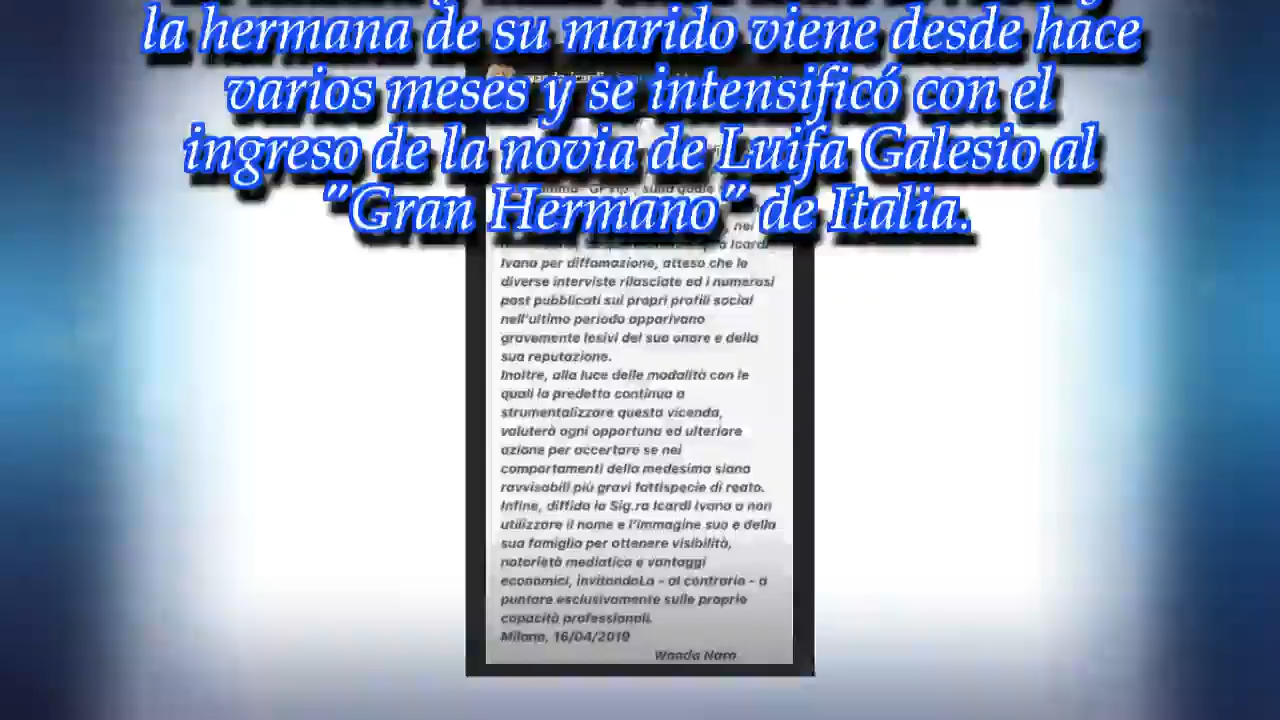 la hermana de su marido viene desde hace
varios meses y se intensificó con el
ingreso de la novia de Luifa Galesio al
"Gran Hermano" de Italia.
Icardi
Ivana per diffamazione, atteso che le
diverse interviste rilasciate ed i numerosi
post pubblicati sui propri profili social
nell'ultimo periodo apparivano
gravemente lesivi del suo onore e della
sua reputazione.
Inoltre, alla luce delle modalità con le
quali la predetta continua a
strumentalizzare questa vicenda,
valuterà ogni opportuna ed ulteriore
azione per accertare se nei
comportamenti della medesima siano
ravvisabili più gravi fattispecie di reato.
Infine, diffida la Sig.ra Icardi Ivana a non
utilizzare il nome e l'immagine sua e della
sua famiglia per ottenere visibilità,
notorietà mediatica e vantaggi
economici, invitandoLa - al contrario - a
puntare esclusivamente sulle proprie
capacità professionali.
Milano, 16/04/2019
Wanda Nara